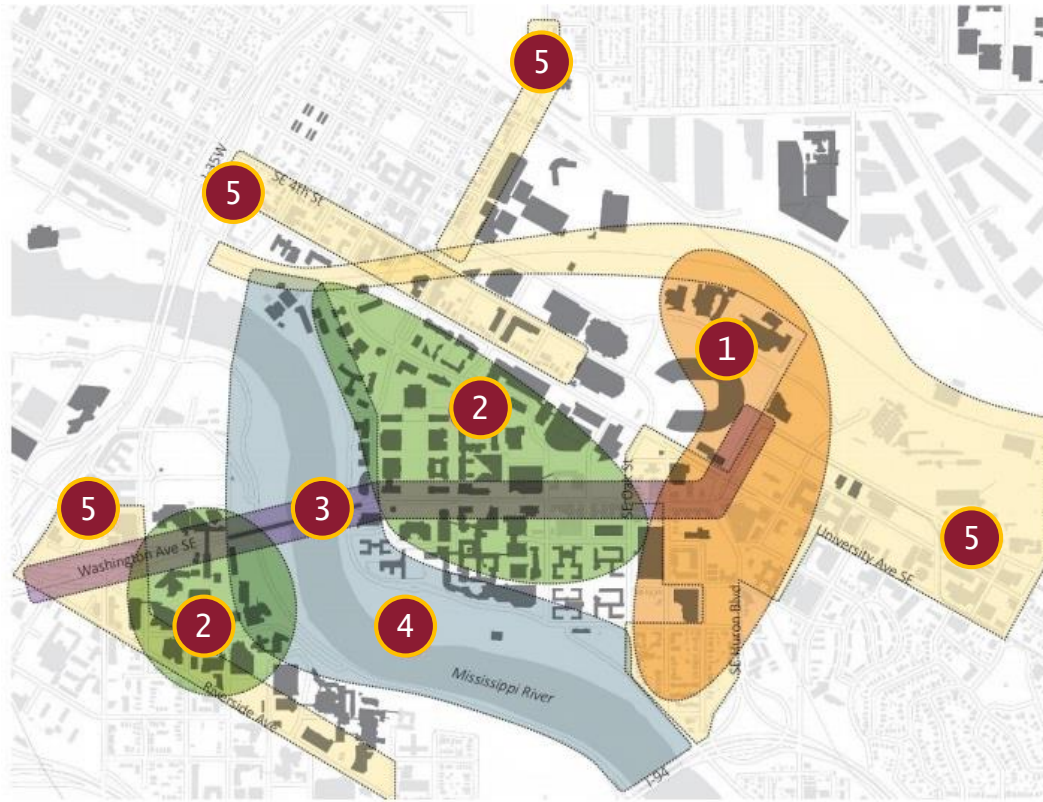 5
I-35W
SE 4th St
5
1
2
SE Oak St
3
5
Washington Ave SE
5
University Ave SE
2
4
SE Huron Blvd
Mississippi River
Riverside Ave
I-94